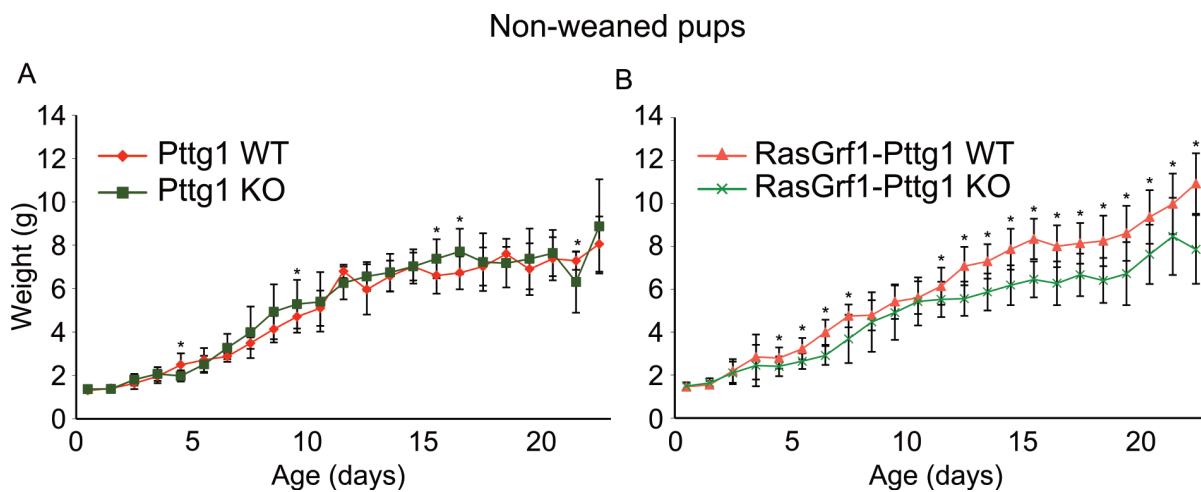 Non-weaned pups
A
B
Weight (g)
14
12
10
8
6
4
2
0
Pttg1 WT
Pttg1 KO
* * * * *
0 5 10 15 20
Age (days)
14
12
10
8
6
4
2
0
RasGrf1-Pttg1 WT
RasGrf1-Pttg1 KO
* * * * * * * * * * * * * * * *
0 5 10 15 20
Age (days)